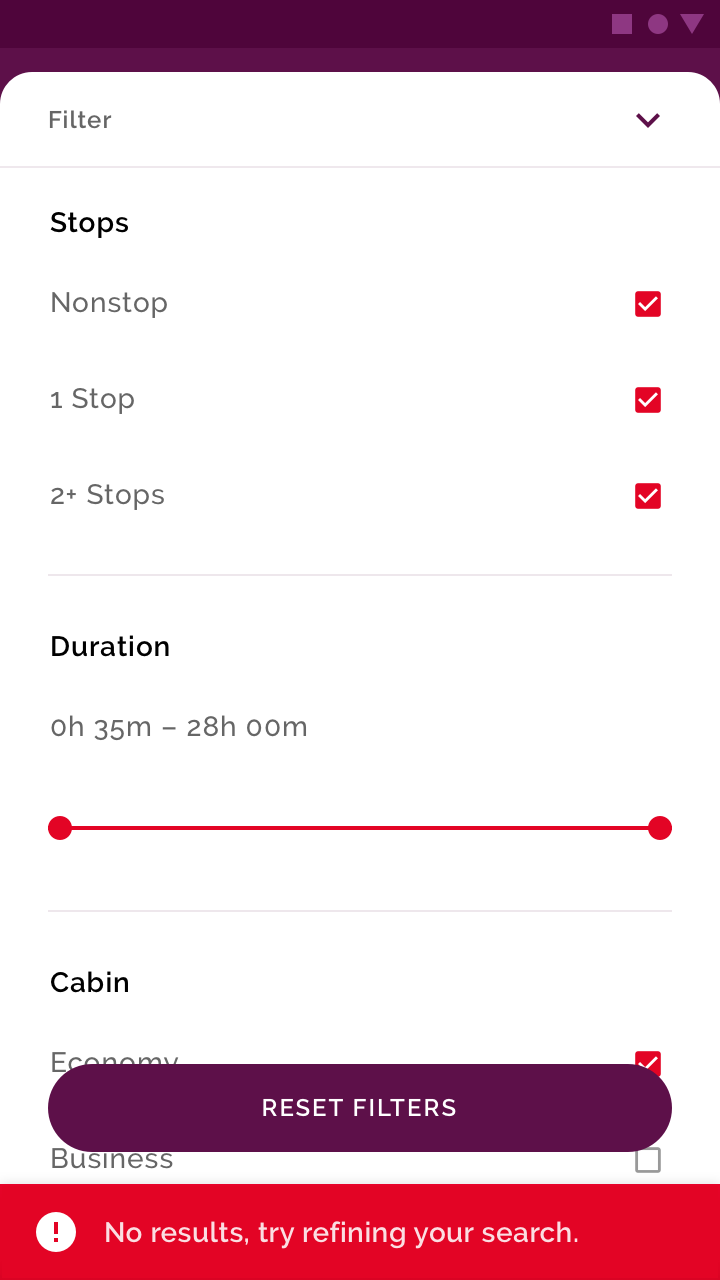 Filter
Stops
Nonstop
1 Stop
2+ Stops
Duration
0h 35m – 28h 00m
Cabin
Economy
RESET FILTERS
Business
No results, try refining your search.